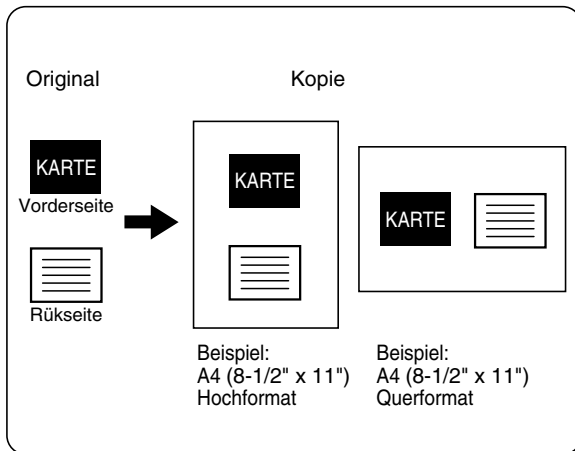 Original
Kopie
KARTE
Vorderseite
Rükseite
KARTE
KARTE
Beispiel:
A4 (8-1/2" x 11")
Hochformat
Beispiel:
A4 (8-1/2" x 11")
Querformat